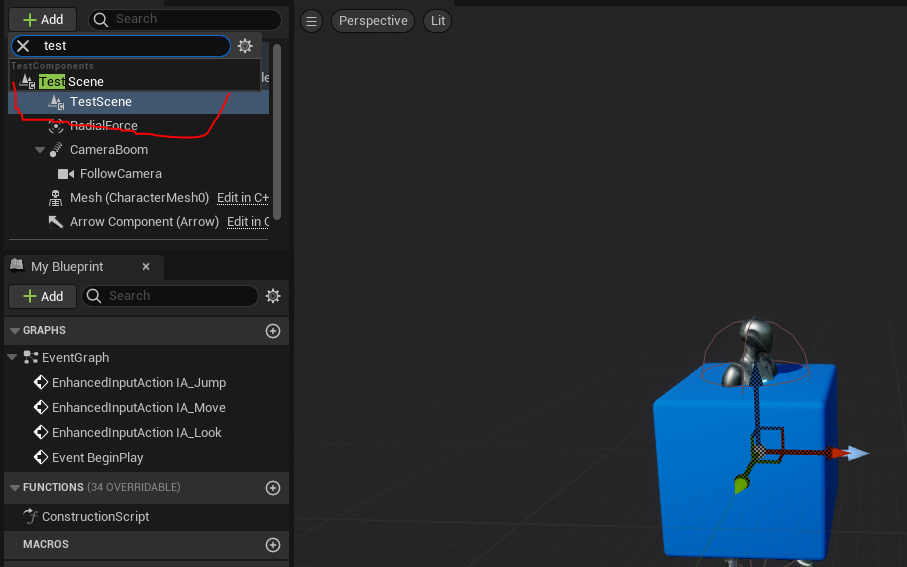 Add
Search
Perspective
Lit
test
TestComponents
le
Test Scene
TestScene
RadialForce
CameraBoom
FollowCamera
Mesh (CharacterMesh0) Edit in C+
Arrow Component (Arrow) Edit in C
My Blueprint
Add
Search
GRAPHS
EventGraph
EnhancedInputAction IA_Jump
EnhancedInputAction IA_Move
EnhancedInputAction IA_Look
Event BeginPlay
FUNCTIONS (34 OVERRIDABLE)
ConstructionScript
MACROS